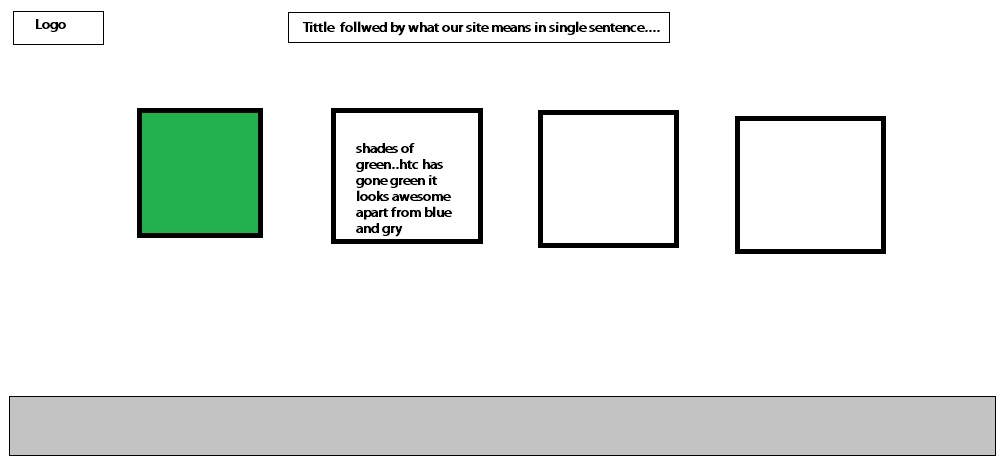 Logo
Tittle follwed by what our site means in single sentence....
shades of
green..htc has
gone green it
looks awesome
apart from blue
and gry